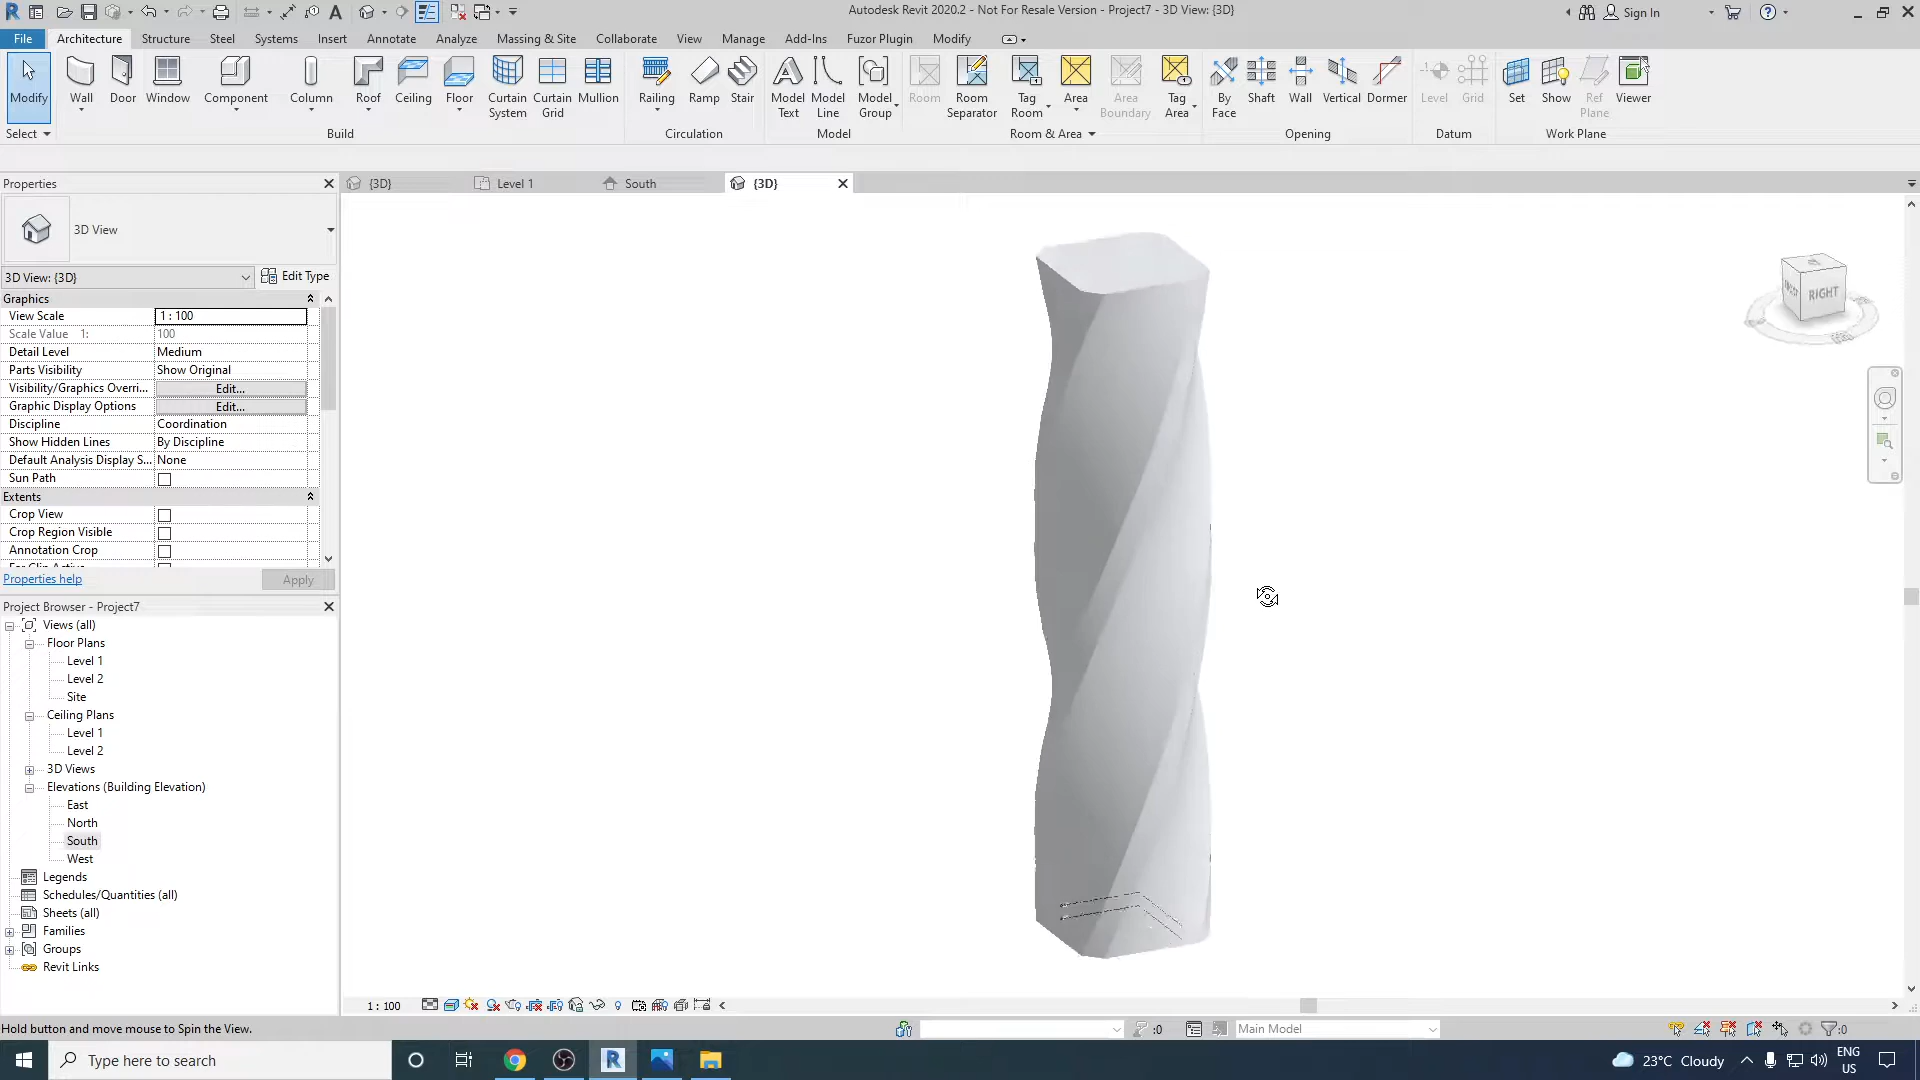 Autodesk Revit 2020.2 - Not For Resale Version - Project7 - 3D View: {3D}
Sign In
File
Architecture
Structure
Steel
Systems
Insert
Annotate
Analyze
Massing & Site
Collaborate
View
Manage
Add-Ins
Fuzor Plugin
Modify
Modify
Wall
Door
Window
Component
Column
Roof
Ceiling
Floor
Curtain System
Curtain Grid
Mullion
Railing
Ramp
Stair
Model Text
Model Line
Model Group
Room
Room Separator
Tag Room
Area
Area Boundary
Tag Area
By Face
Shaft
Wall
Vertical
Dormer
Level
Grid
Set
Show
Ref Plane
Viewer
Select
Build
Circulation
Model
Room & Area
Opening
Datum
Work Plane
Properties
{3D}
Level 1
South
{3D}
3D View
3D View: {3D}
Edit Type
Graphics
View Scale 1 : 100
Scale Value 1: 100
Detail Level Medium
Parts Visibility Show Original
Visibility/Graphics Overri... Edit...
Graphic Display Options Edit...
Discipline Coordination
Show Hidden Lines By Discipline
Default Analysis Display S... None
Sun Path
Extents
Crop View
Crop Region Visible
Annotation Crop
Properties help
Apply
RIGHT
Project Browser - Project7
Views (all)
Floor Plans
Level 1
Level 2
Site
Ceiling Plans
Level 1
Level 2
3D Views
Elevations (Building Elevation)
East
North
South
West
Legends
Schedules/Quantities (all)
Sheets (all)
Families
Groups
Revit Links
1 : 100
Hold button and move mouse to Spin the View.
:0
Main Model
:0
Type here to search
23°C Cloudy
ENG
US